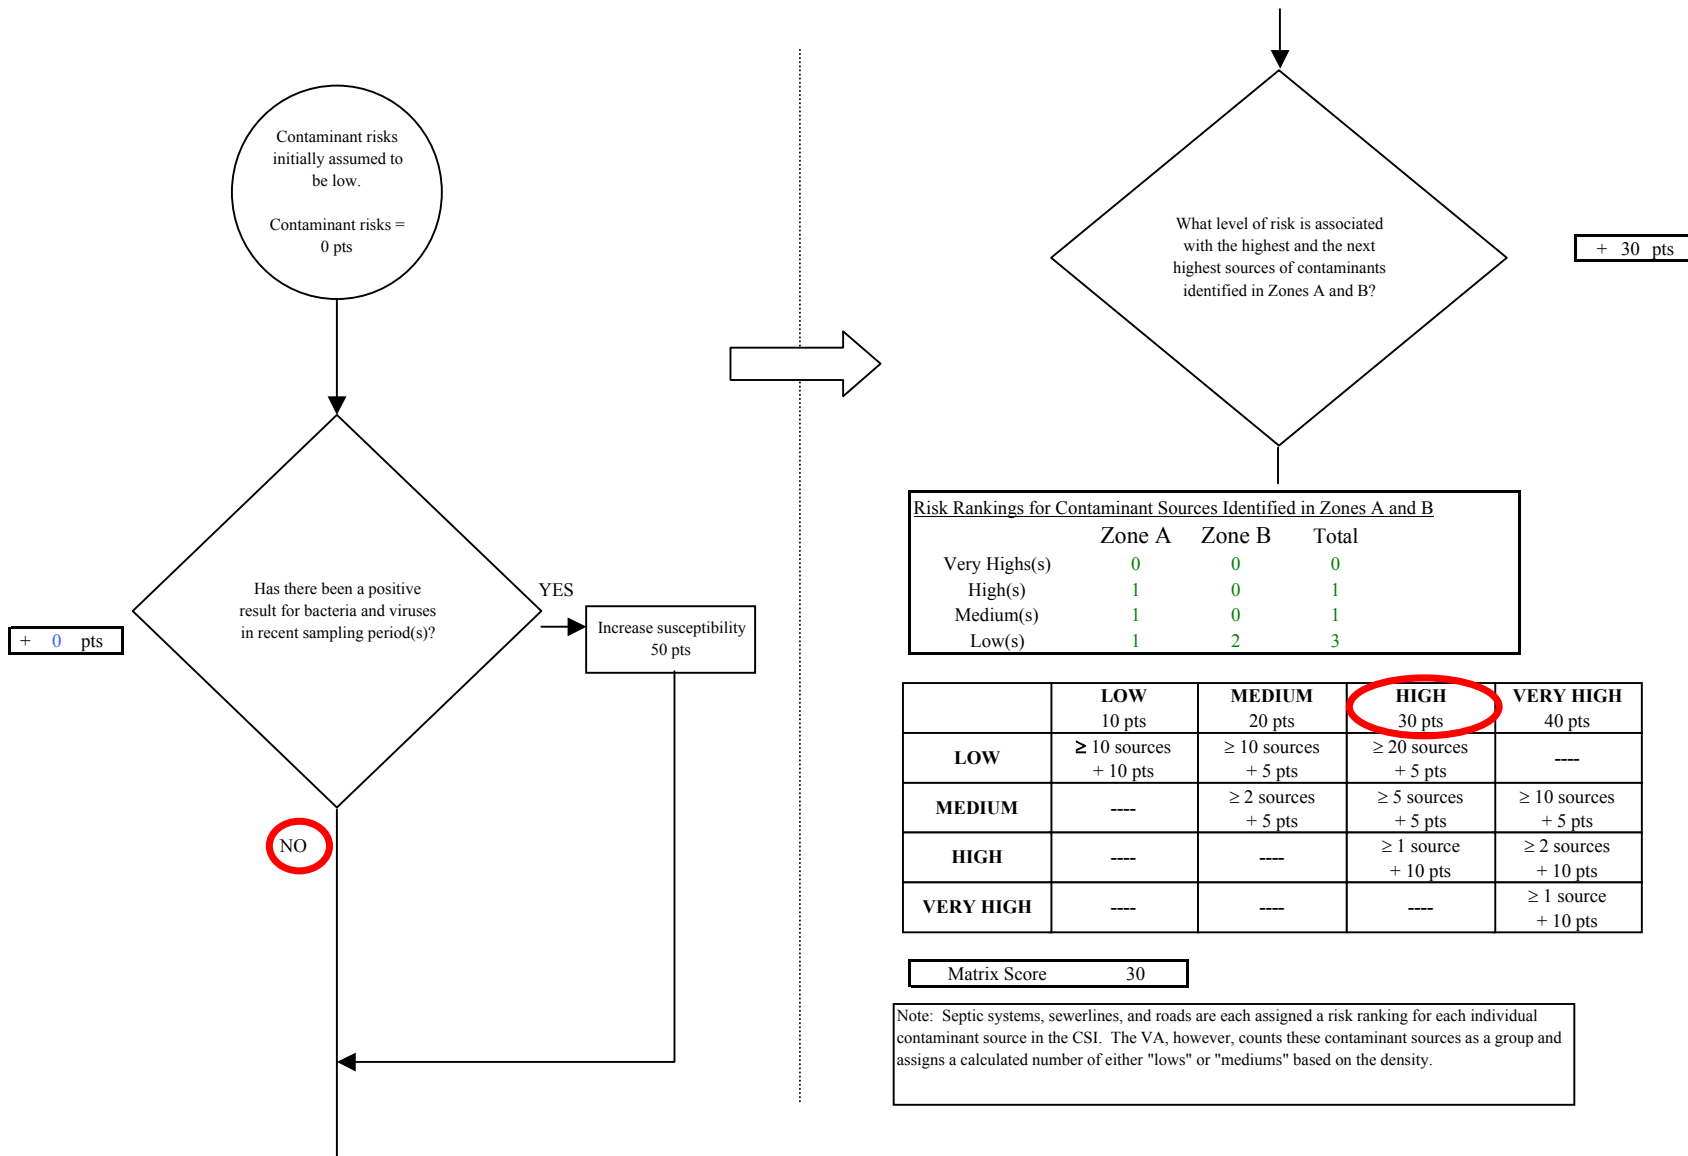 Contaminant risks
initially assumed to
be low.
Contaminant risks =
0 pts
Has there been a positive
result for bacteria and viruses
in recent sampling period(s)?
YES
+ 0 pts
Increase susceptibility
50 pts
NO
What level of risk is associated
with the highest and the next
highest sources of contaminants
identified in Zones A and B?
+ 30 pts
Risk Rankings for Contaminant Sources Identified in Zones A and B
Zone A Zone B Total
Very Highs(s) 0 0 0
High(s) 1 0 1
Medium(s) 1 0 1
Low(s) 1 2 3
LOW MEDIUM HIGH VERY HIGH
10 pts 20 pts 30 pts 40 pts
LOW ≥ 10 sources ≥ 10 sources ≥ 20 sources ----
+ 10 pts + 5 pts + 5 pts
MEDIUM ---- ≥ 2 sources ≥ 5 sources ≥ 10 sources
+ 5 pts + 5 pts + 5 pts
HIGH ---- ---- ≥ 1 source ≥ 2 sources
+ 10 pts + 10 pts
VERY HIGH ---- ---- ---- ≥ 1 source
+ 10 pts
Matrix Score 30
Note: Septic systems, sewerlines, and roads are each assigned a risk ranking for each individual
contaminant source in the CSI. The VA, however, counts these contaminant sources as a group and
assigns a calculated number of either "lows" or "mediums" based on the density.